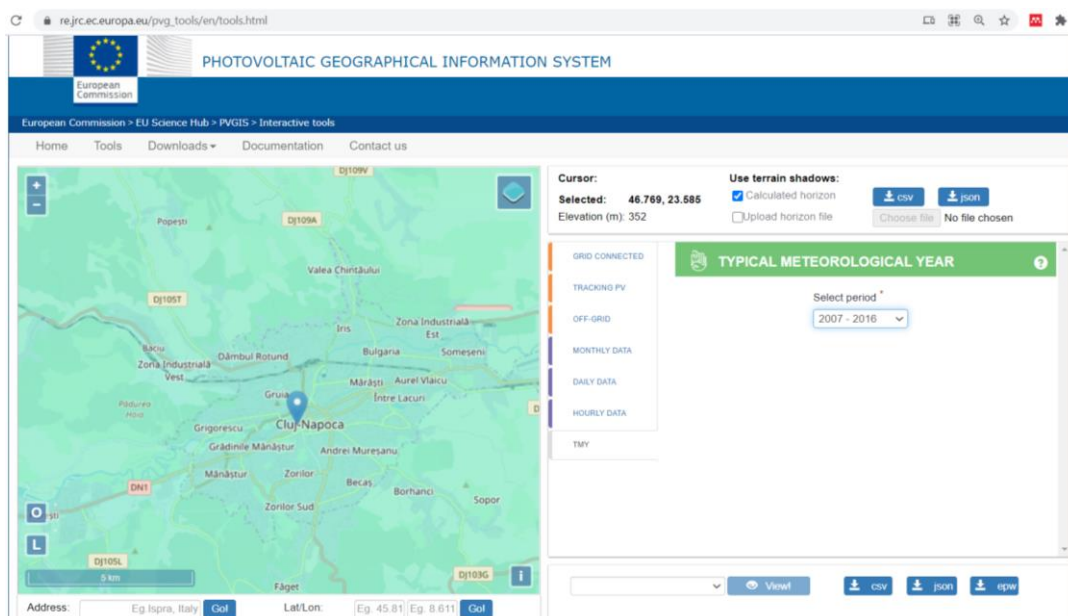 re.jrc.ec.europa.eu/pvg_tools/en/tools.html
European
Commission
PHOTOVOLTAIC GEOGRAPHICAL INFORMATION SYSTEM
European Commission > EU Science Hub > PVGIS > Interactive tools
Home Tools Downloads Documentation Contact us
+
−
DJ109V
Popești
DJ109A
Valea Chintăului
DJ105T
Iris
Zona Industrială
Est
Baciu
Zona Industrială
Vest
Dâmbul Rotund
Bulgaria
Someșeni
Mărăști
Aurel Vlaicu
Între Lacuri
Gruia
Pădurea
Hoia
Grigorescu
Cluj-Napoca
Grădinile Mănăștur
Andrei Mureșanu
Mănăștur
Zorilor
Becaș
Borhanci
Sopor
DN1
Zorilor Sud
O
L
DJ105L
5 km
Făget
DJ103G
i
Address: Eg.Ispra, Italy Go! Lat/Lon: Eg. 45.81 Eg. 8.611 Go!
Cursor:
Selected: 46.769, 23.585
Elevation (m): 352
Use terrain shadows:
Calculated horizon
Upload horizon file
csv json
Choose file No file chosen
GRID CONNECTED
TRACKING PV
OFF-GRID
MONTHLY DATA
DAILY DATA
HOURLY DATA
TMY
TYPICAL METEOROLOGICAL YEAR ?
Select period *
2007 - 2016
View! csv json epw